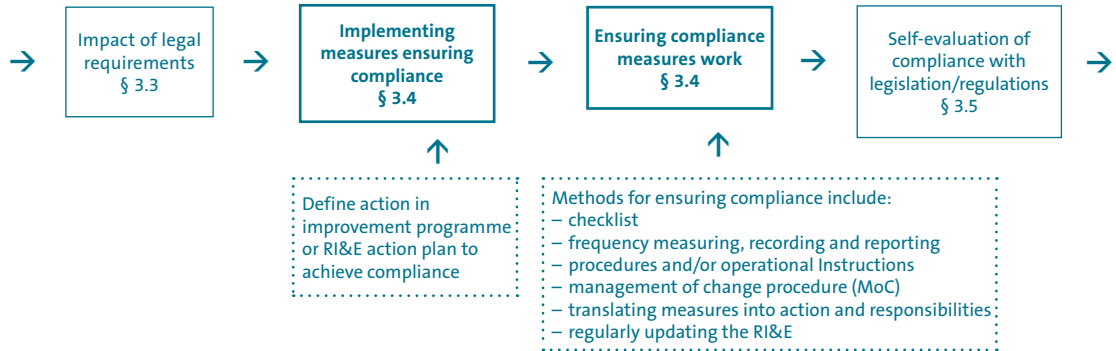 Impact of legal
requirements
§ 3.3
Implementing
measures ensuring
compliance
§ 3.4
Ensuring compliance
measures work
§ 3.4
Self-evaluation of
compliance with
legislation/regulations
§ 3.5
Define action in
improvement programme
or RI&E action plan to
achieve compliance
Methods for ensuring compliance include:
– checklist
– frequency measuring, recording and reporting
– procedures and/or operational Instructions
– management of change procedure (MoC)
– translating measures into action and responsibilities
– regularly updating the RI&E